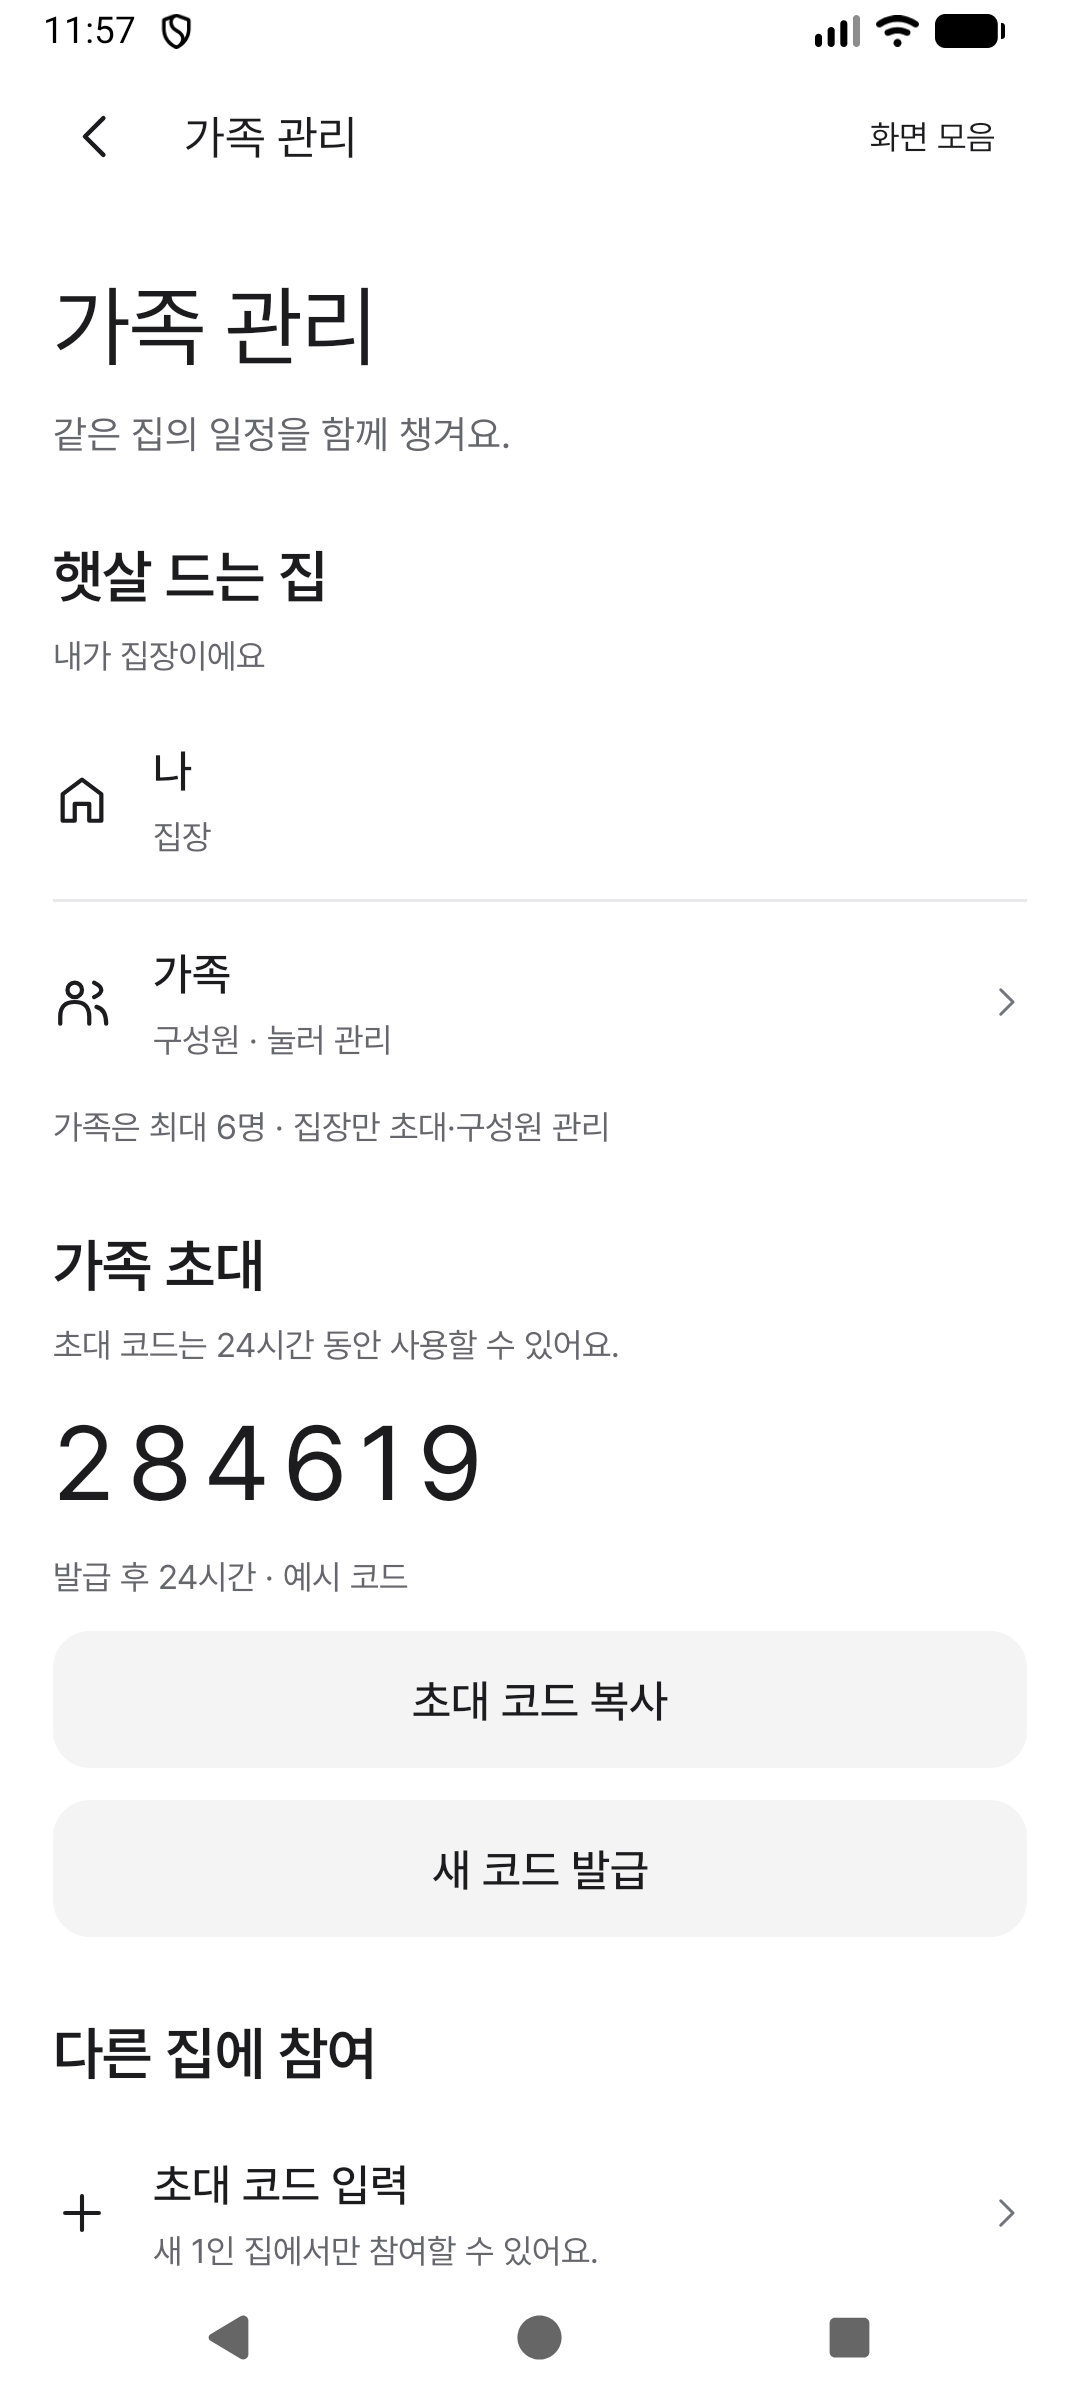 11:57
가족 관리
화면 모음
가족 관리
같은 집의 일정을 함께 챙겨요.
햇살 드는 집
내가 집장이에요
나
집장
가족
구성원 · 눌러 관리
가족은 최대 6명 · 집장만 초대·구성원 관리
가족 초대
초대 코드는 24시간 동안 사용할 수 있어요.
284619
발급 후 24시간 · 예시 코드
초대 코드 복사
새 코드 발급
다른 집에 참여
초대 코드 입력
새 1인 집에서만 참여할 수 있어요.